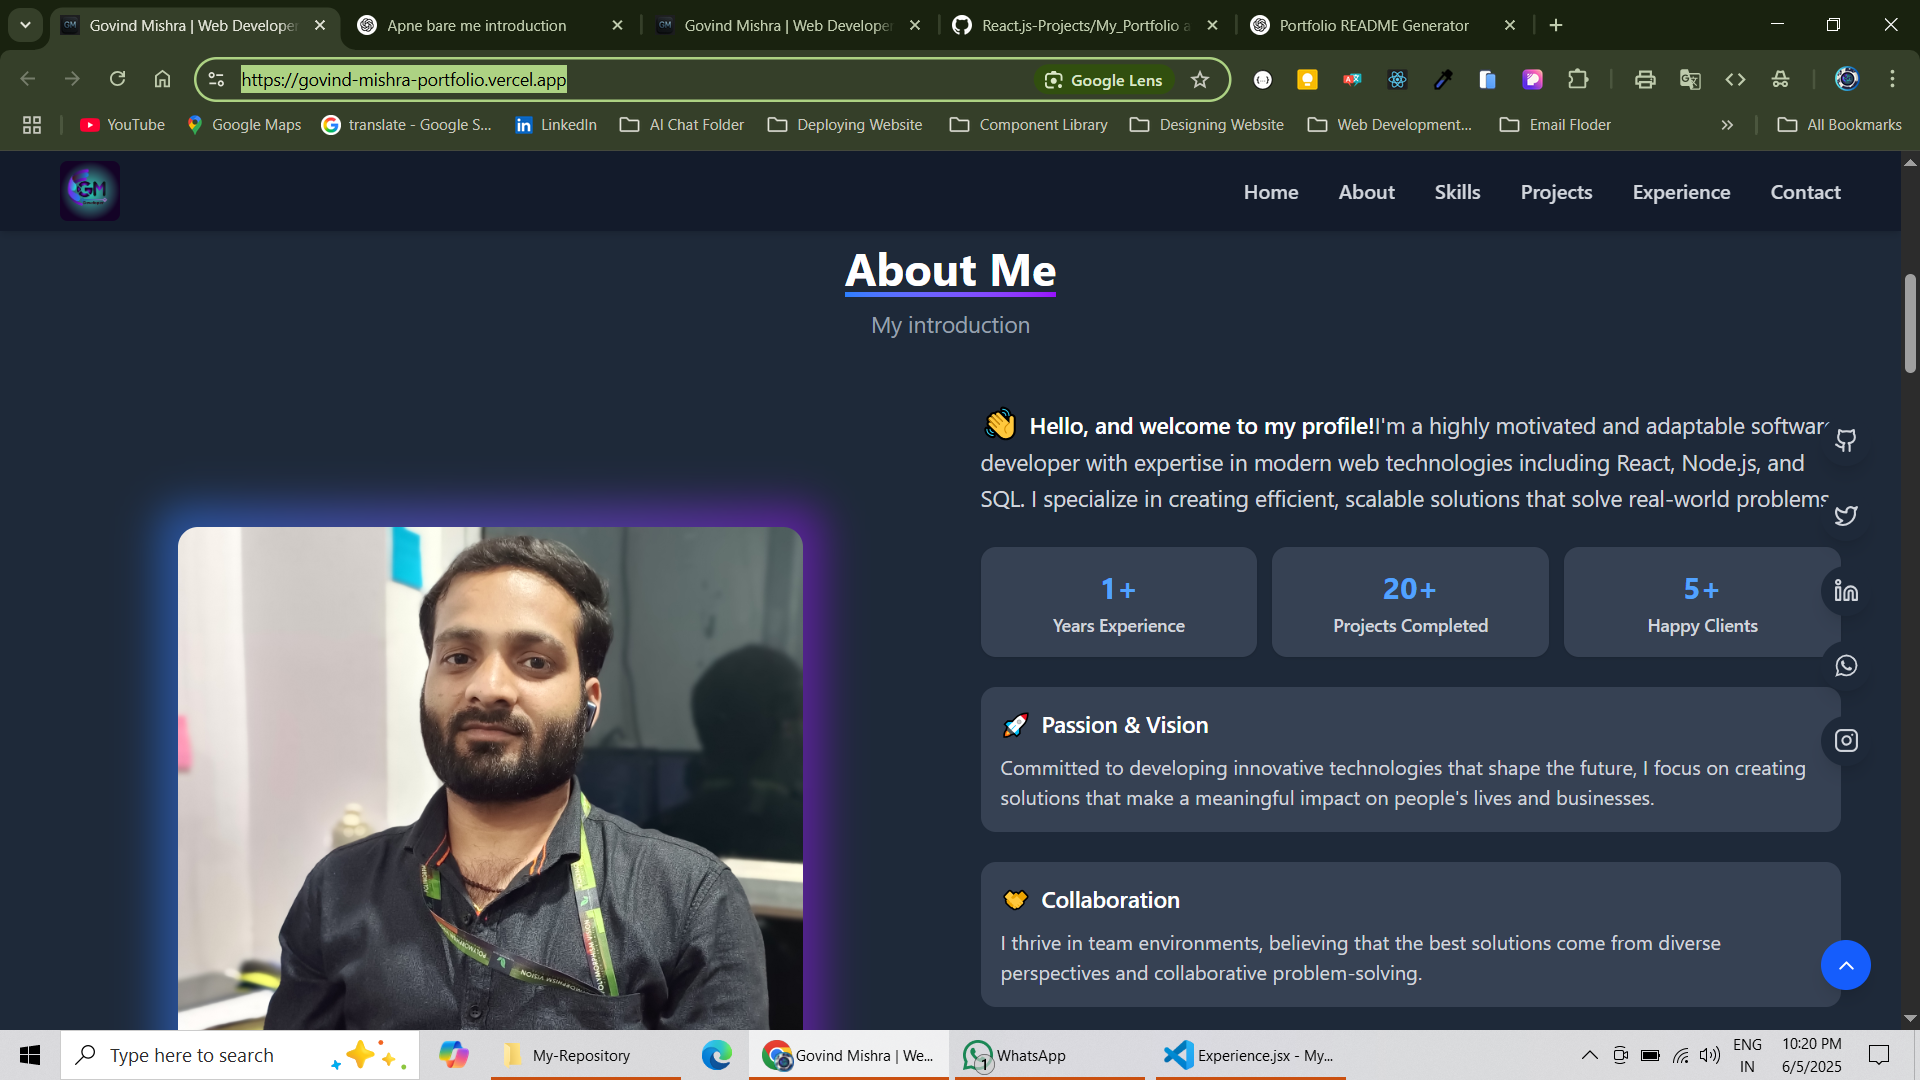 Govind Mishra | Web Developer
Apne bare me introduction
Govind Mishra | Web Developer
React.js-Projects/My_Portfolio a
Portfolio README Generator
https://govind-mishra-portfolio.vercel.app
Google Lens
YouTube
Google Maps
translate - Google S...
LinkedIn
AI Chat Folder
Deploying Website
Component Library
Designing Website
Web Development...
Email Floder
All Bookmarks
GM
Home
About
Skills
Projects
Experience
Contact
About Me
My introduction
👋 Hello, and welcome to my profile!I'm a highly motivated and adaptable software
developer with expertise in modern web technologies including React, Node.js, and
SQL. I specialize in creating efficient, scalable solutions that solve real-world problems
1+
Years Experience
20+
Projects Completed
5+
Happy Clients
🚀 Passion & Vision
Committed to developing innovative technologies that shape the future, I focus on creating
solutions that make a meaningful impact on people's lives and businesses.
🤝 Collaboration
I thrive in team environments, believing that the best solutions come from diverse
perspectives and collaborative problem-solving.
POLYMORPHISM VISION
Type here to search
My-Repository
Govind Mishra | We...
1
WhatsApp
Experience.jsx - My...
ENG
IN
10:20 PM
6/5/2025